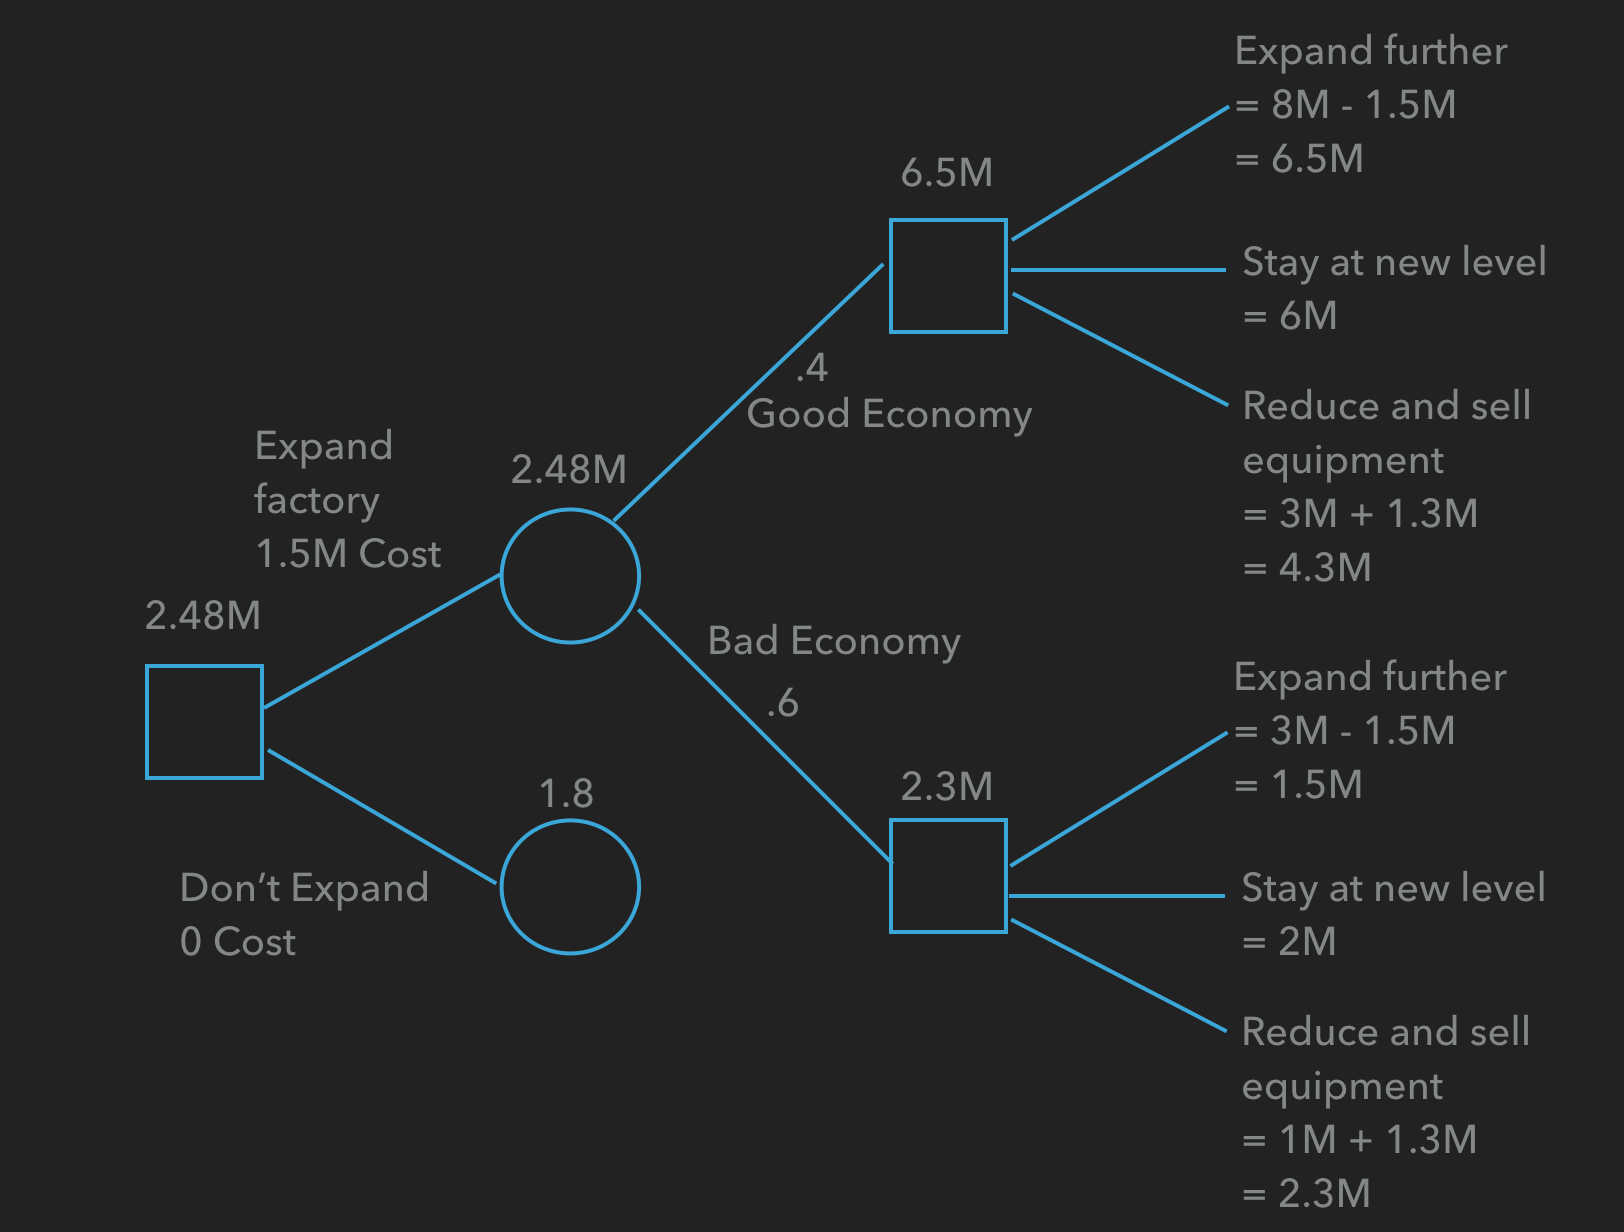 Expand further
= 8M - 1.5M
= 6.5M
6.5M
Stay at new level
= 6M
.4
Good Economy
Reduce and sell
equipment
= 3M + 1.3M
= 4.3M
Expand
factory
1.5M Cost
2.48M
2.48M
Bad Economy
.6
Expand further
= 3M - 1.5M
= 1.5M
1.8
2.3M
Don’t Expand
0 Cost
Stay at new level
= 2M
Reduce and sell
equipment
= 1M + 1.3M
= 2.3M